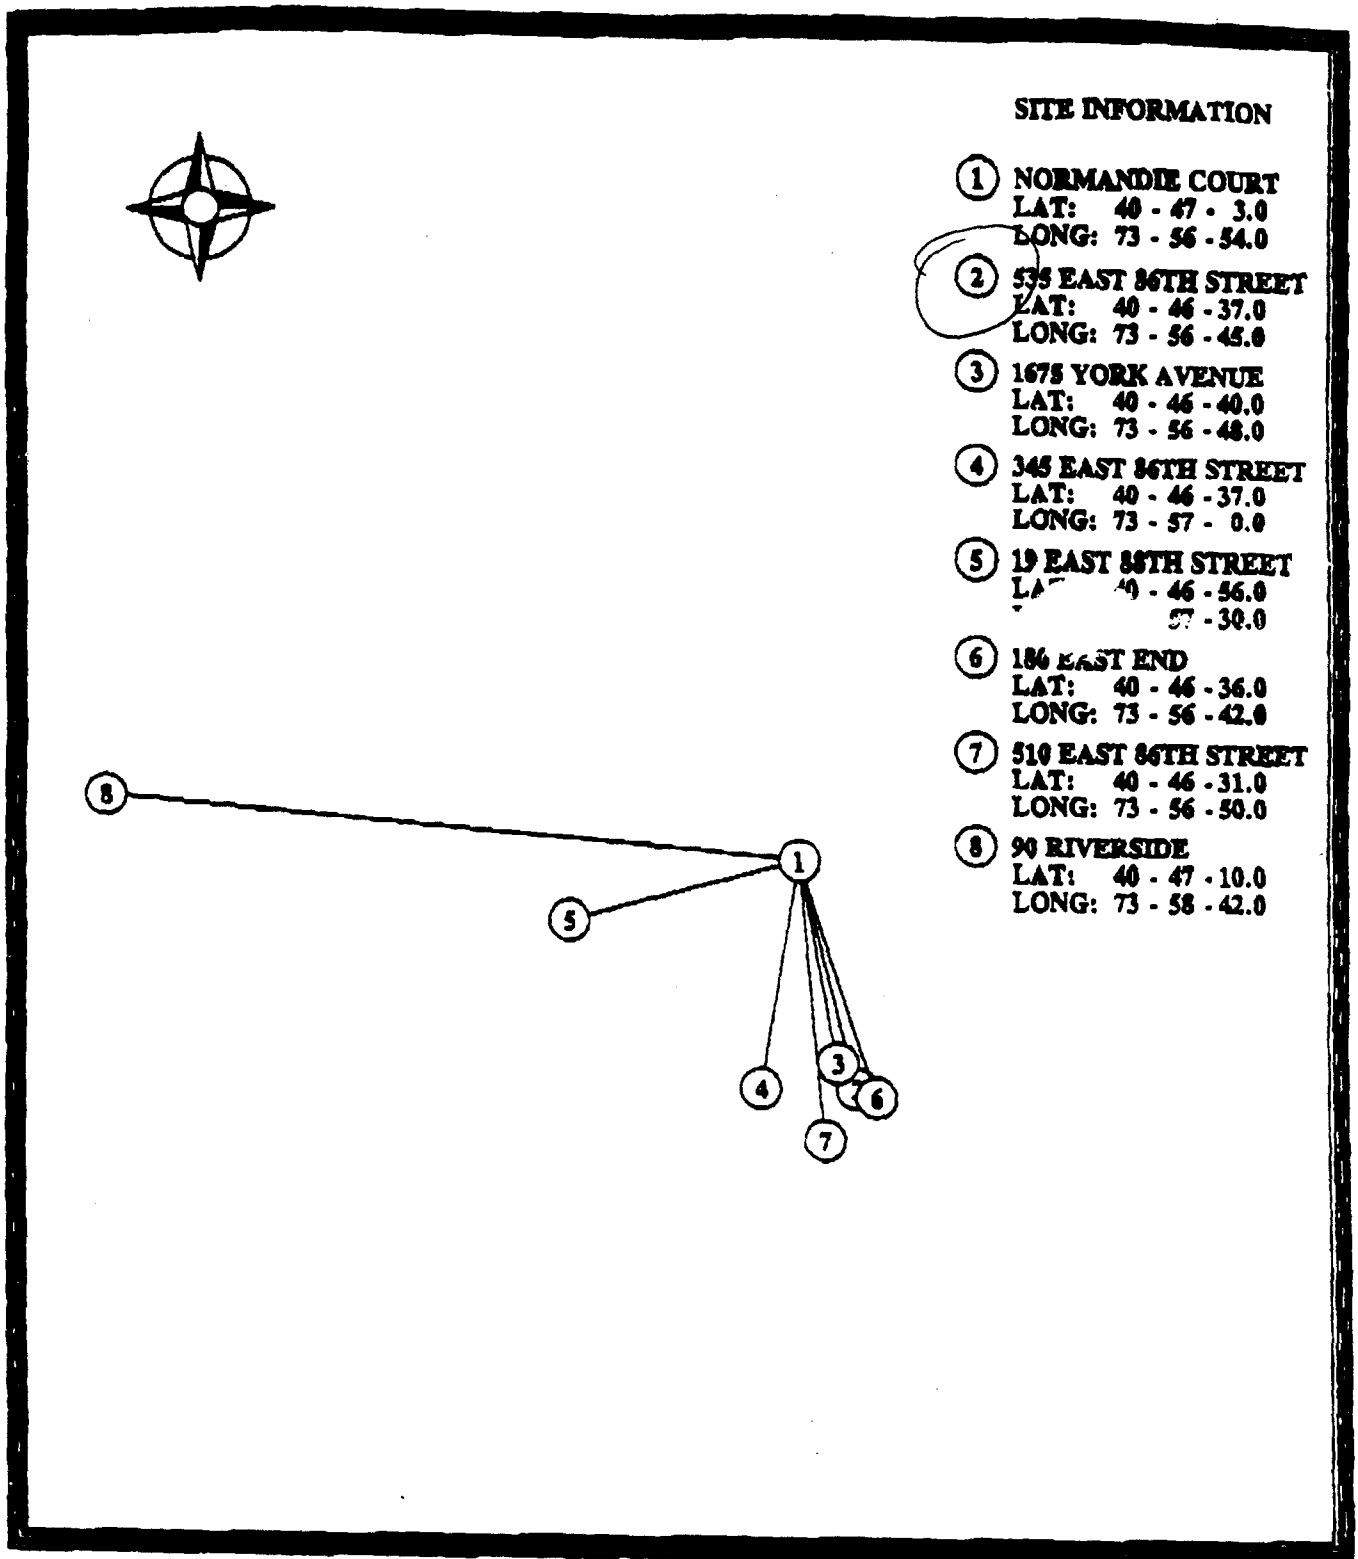 SITE INFORMATION
1 NORMANDIE COURT
LAT: 40 - 47 - 3.0
LONG: 73 - 56 - 54.0
2 535 EAST 86TH STREET
LAT: 40 - 46 - 37.0
LONG: 73 - 56 - 45.0
3 1675 YORK AVENUE
LAT: 40 - 46 - 40.0
LONG: 73 - 56 - 48.0
4 345 EAST 86TH STREET
LAT: 40 - 46 - 37.0
LONG: 73 - 57 - 0.0
5 19 EAST 88TH STREET
40 - 46 - 56.0
57 - 30.0
6 EAST END
LAT: 40 - 46 - 36.0
LONG: 73 - 56 - 42.0
7 510 EAST 86TH STREET
LAT: 40 - 46 - 31.0
LONG: 73 - 56 - 50.0
8 90 RIVERSIDE
LAT: 40 - 47 - 10.0
LONG: 73 - 58 - 42.0
8
1
5
3
4
6
7